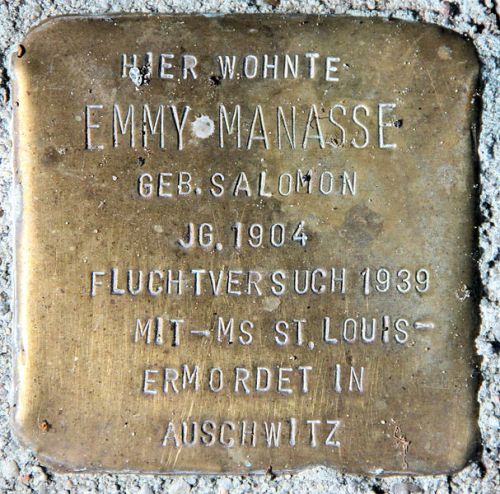 HIER WOHNTE
EMMY MANASSE
GEB. SALOMON
JG. 1904
FLUCHTVERSUCH 1939
MIT-MS ST. LOUIS-
ERMORDET IN
AUSCHWITZ